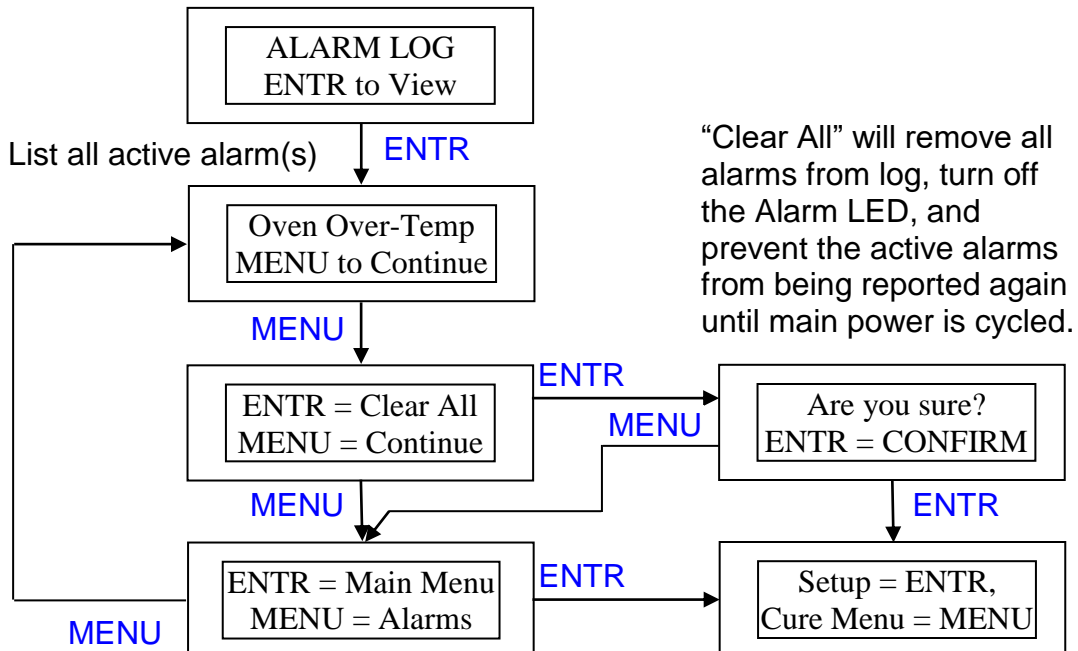 ALARM LOG
ENTR to View
List all active alarm(s)
ENTR
“Clear All” will remove all
alarms from log, turn off
the Alarm LED, and
prevent the active alarms
from being reported again
until main power is cycled.
Oven Over-Temp
MENU to Continue
MENU
ENTR = Clear All
MENU = Continue
ENTR
MENU
Are you sure?
ENTR = CONFIRM
MENU
ENTR
ENTR = Main Menu
MENU = Alarms
ENTR
Setup = ENTR,
Cure Menu = MENU
MENU